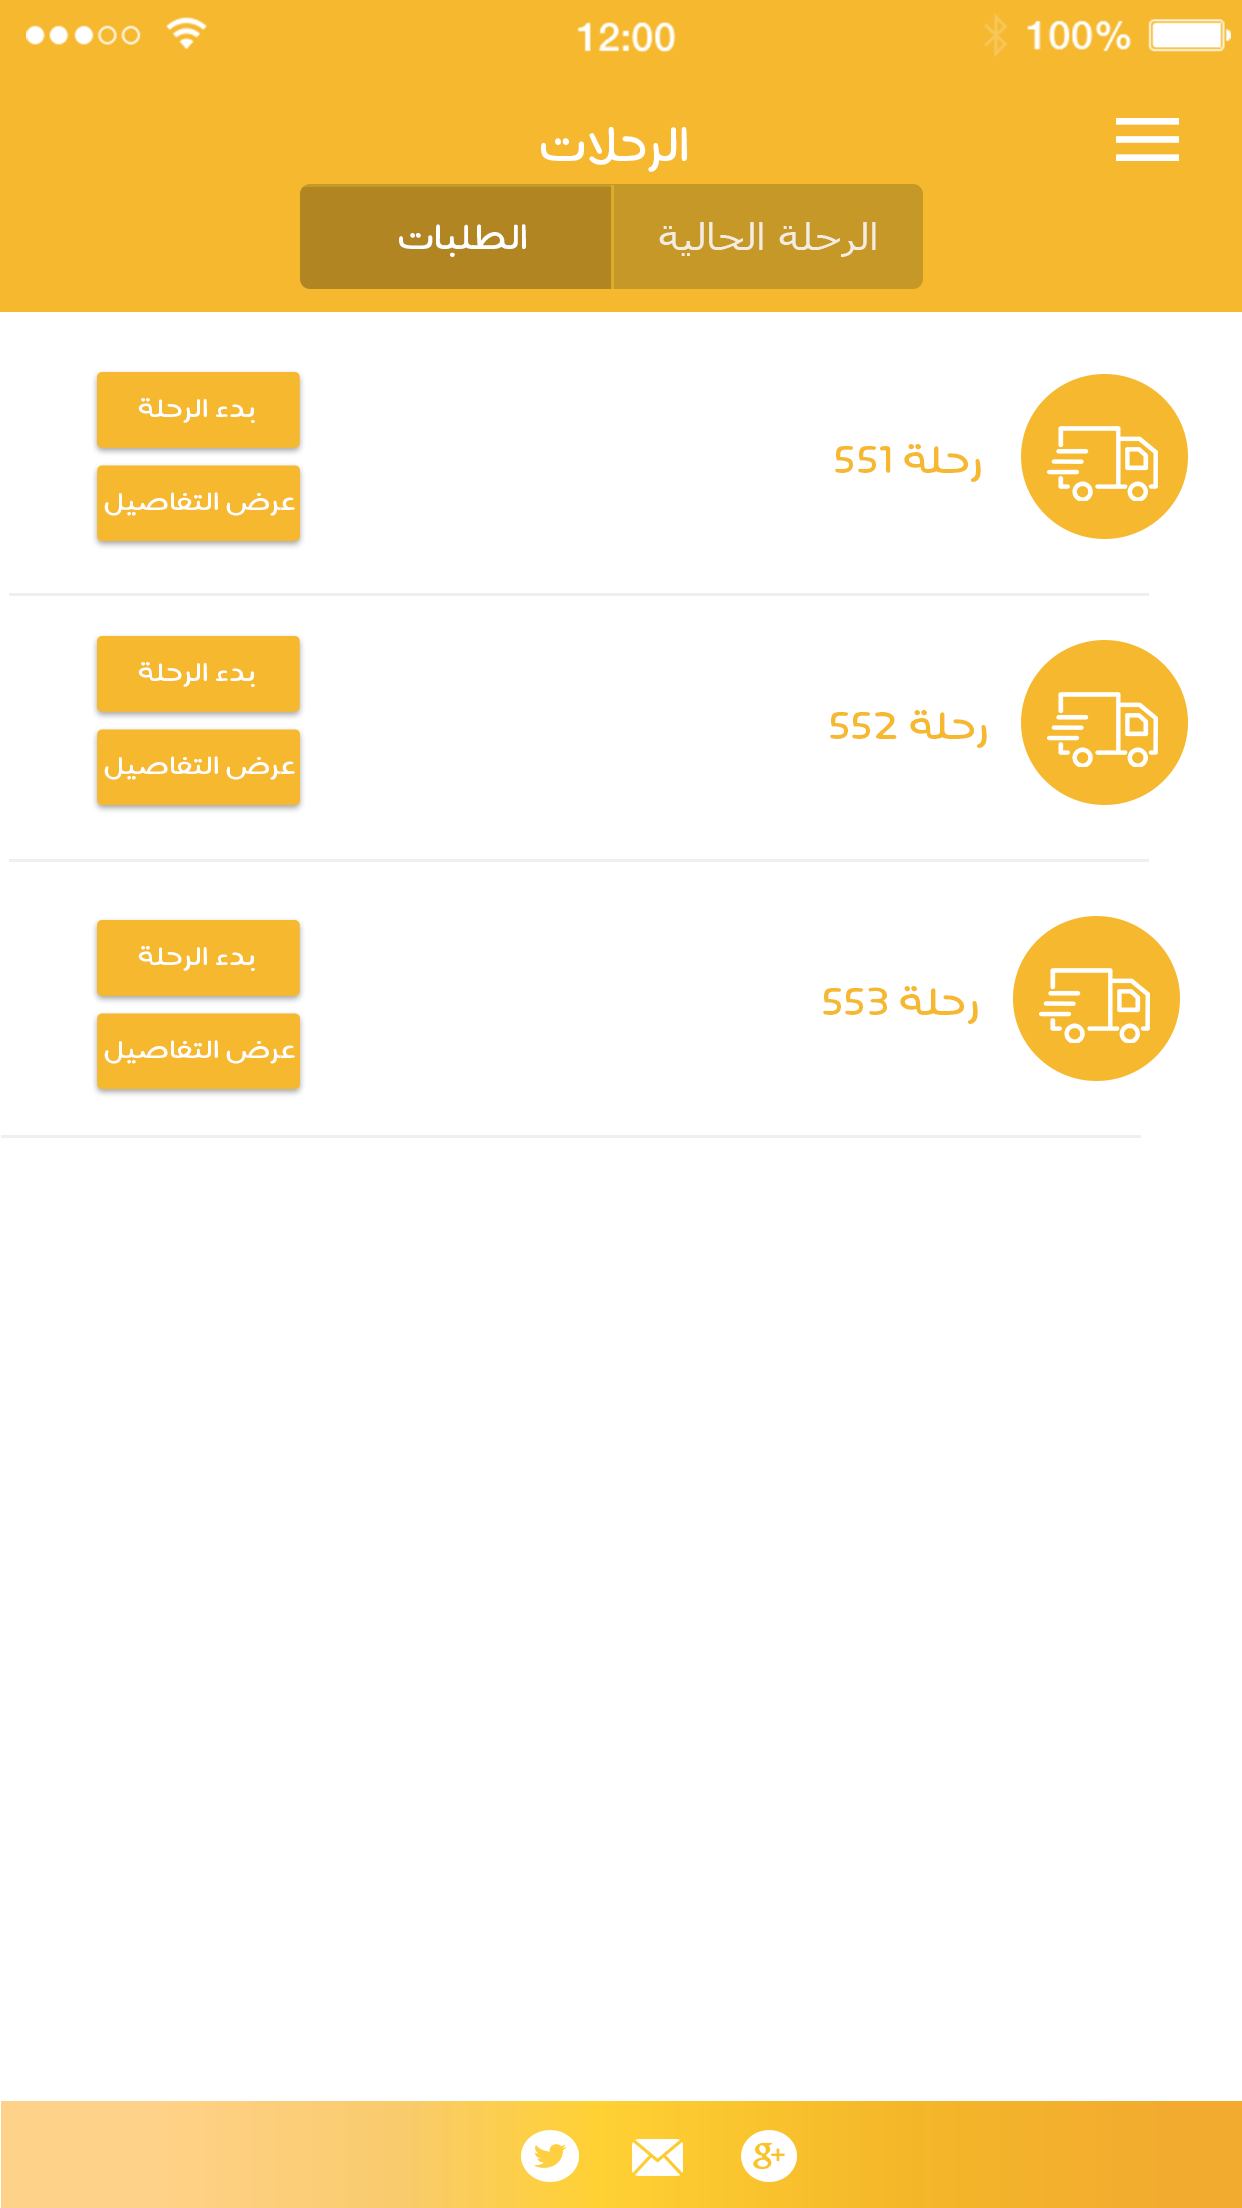 12:00
100%
الرحلات
الرحلة الحالية
الطلبات
رحلة 551
بدء الرحلة
عرض التفاصيل
رحلة 552
بدء الرحلة
عرض التفاصيل
رحلة 553
بدء الرحلة
عرض التفاصيل
g+